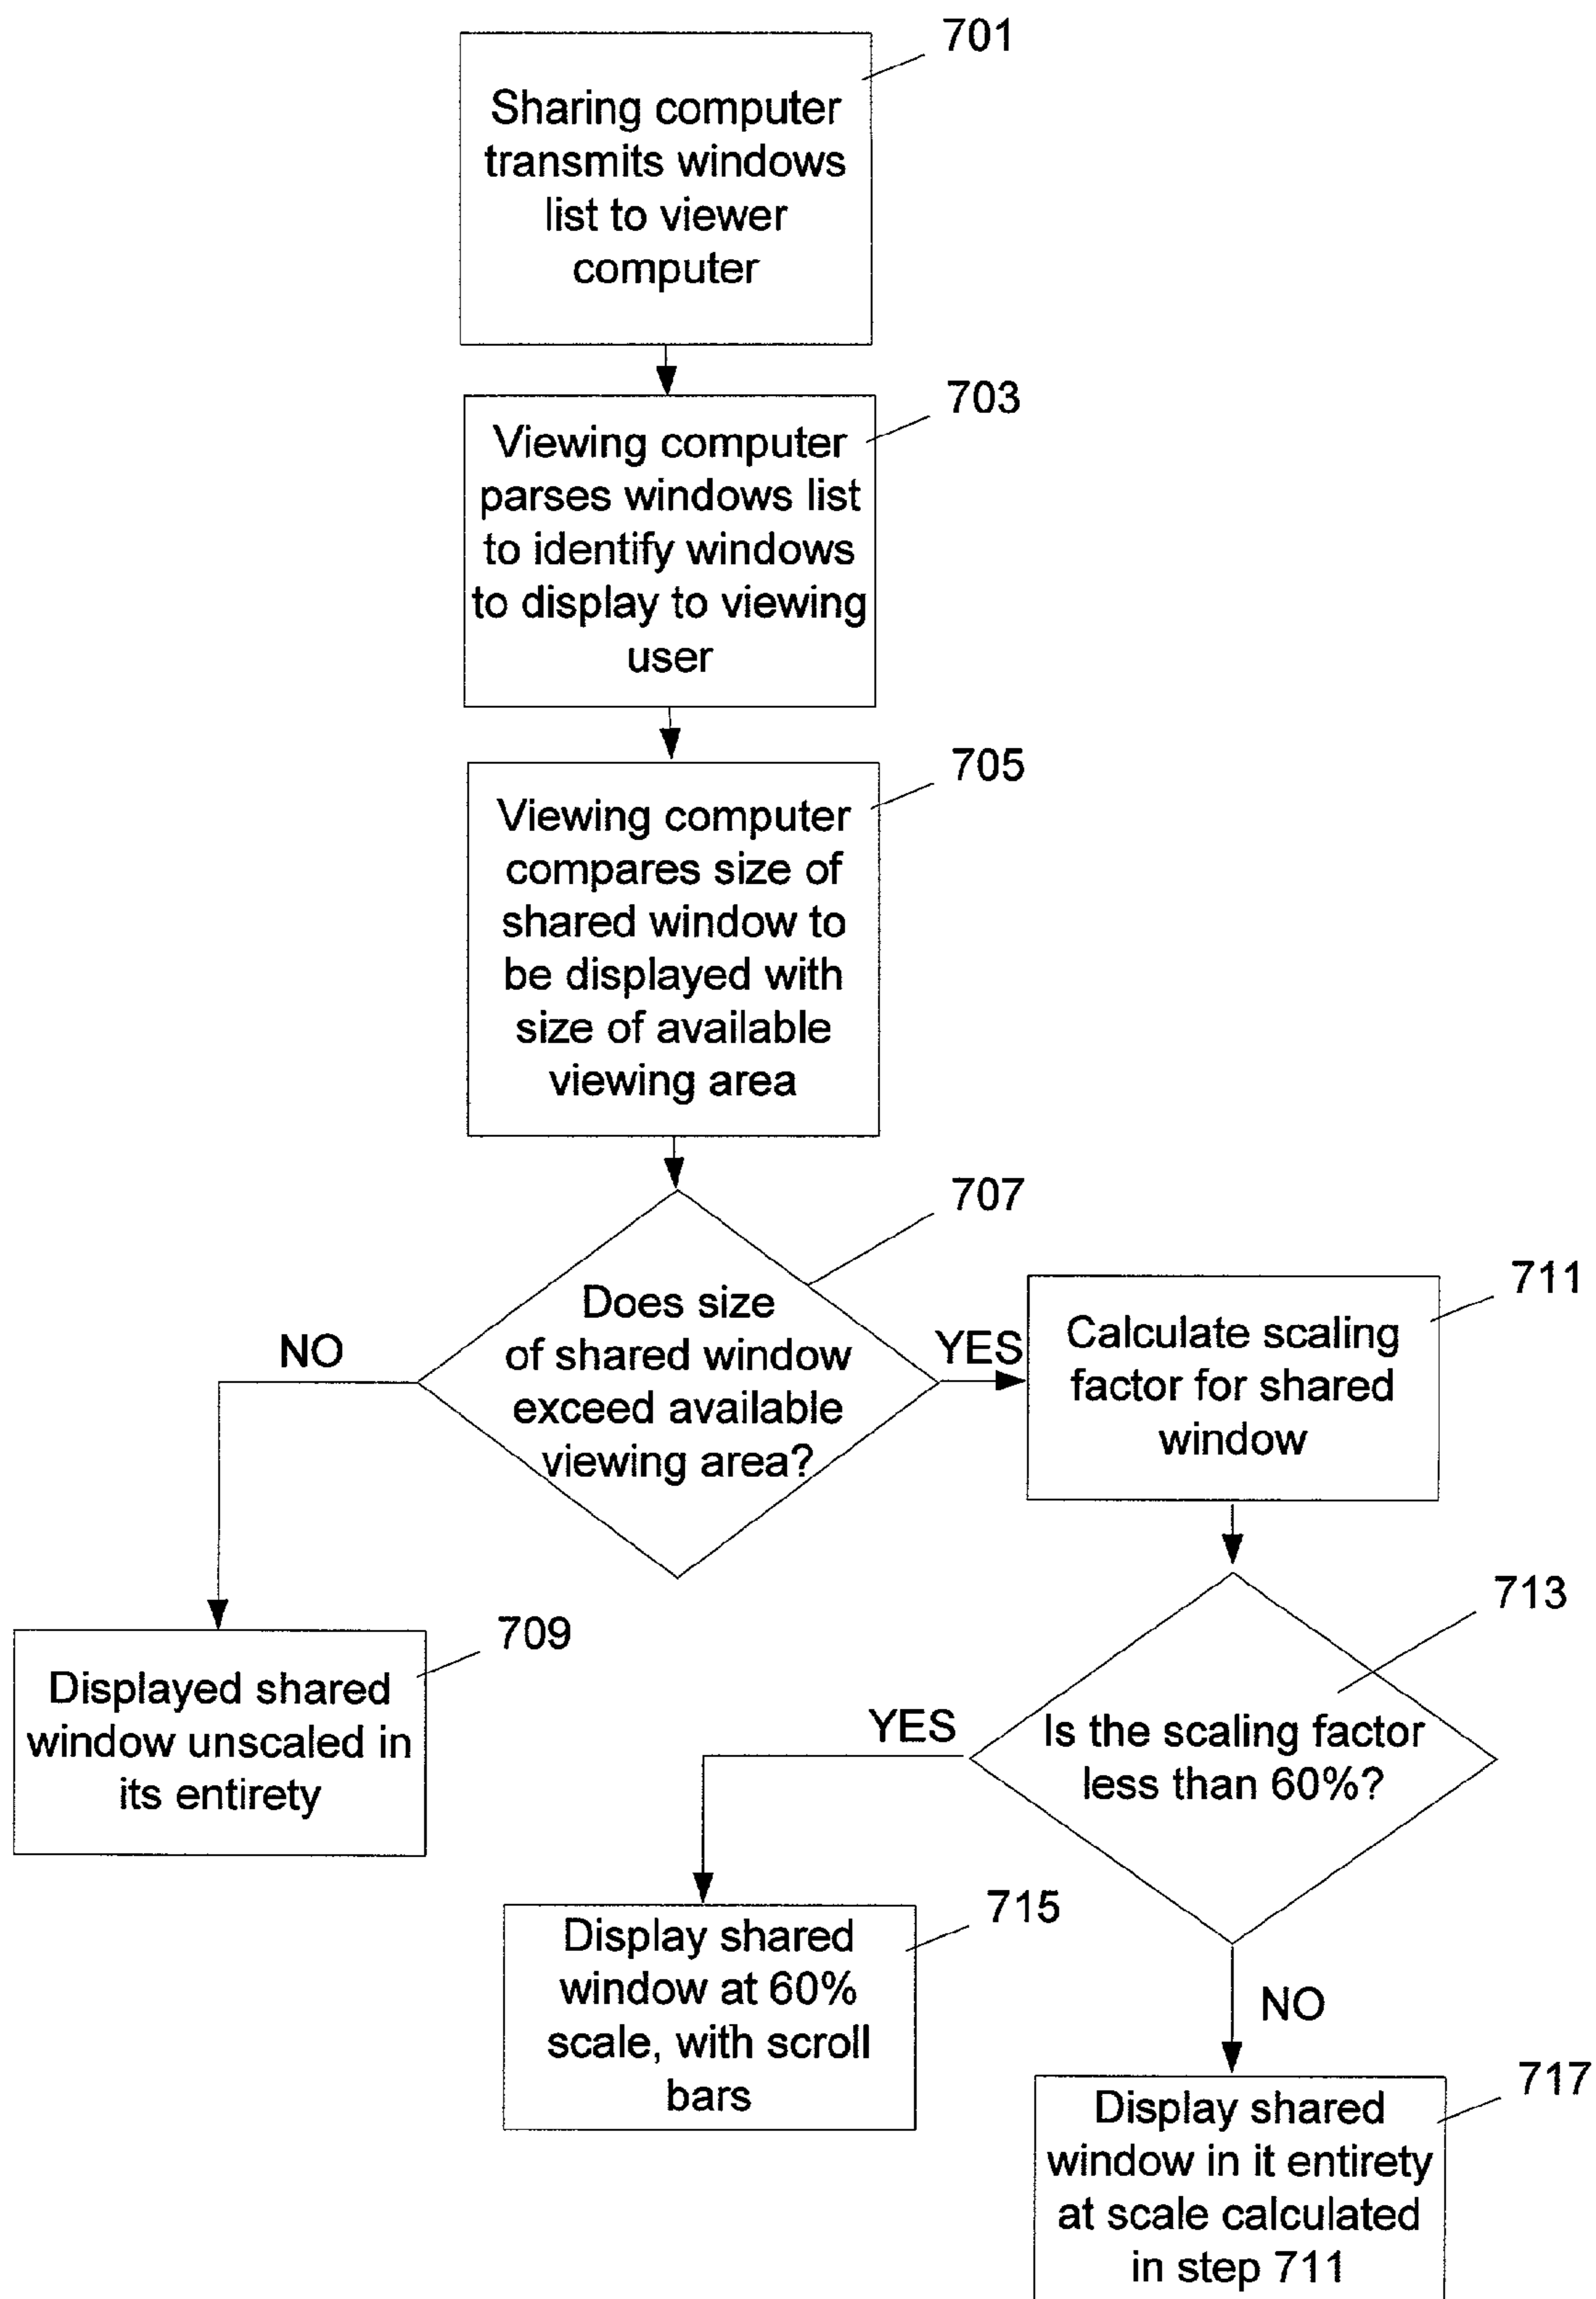 701
Sharing computer
transmits windows
list to viewer
computer
703
Viewing computer
parses windows list
to identify windows
to display to viewing
user
705
Viewing computer
compares size of
shared window to
be displayed with
size of available
viewing area
707
Does size
of shared window
exceed available
viewing area?
NO
YES
711
Calculate scaling
factor for shared
window
709
Displayed shared
window unscaled in
its entirety
713
Is the scaling factor
less than 60%?
YES
NO
715
Display shared
window at 60%
scale, with scroll
bars
717
Display shared
window in it entirety
at scale calculated
in step 711